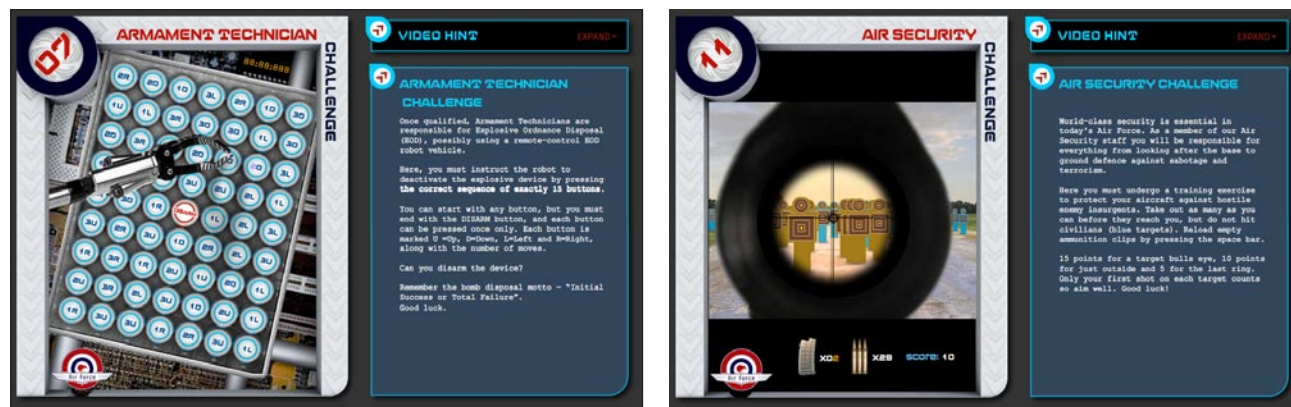 07
ARMAMENT TECHNICIAN
CHALLENGE
88:88:888
DISARM
Air Force
VIDEO HINT
EXPAND
ARMAMENT TECHNICIAN
CHALLENGE
Once qualified, Armament Technicians are
responsible for Explosive Ordnance Disposal
(EOD), possibly using a remote-control EOD
robot vehicle.
Here, you must instruct the robot to
deactivate the explosive device by pressing
the correct sequence of exactly 15 buttons.
You can start with any button, but you must
end with the DISARM button, and each button
can be pressed once only. Each button is
marked U =Up, D=Down, L=Left and R=Right,
along with the number of moves.
Can you disarm the device?
Remember the bomb disposal motto - "Initial
Success or Total Failure".
Good luck.
11
AIR SECURITY
CHALLENGE
X02
X29
SCORE: 10
Air Force
VIDEO HINT
EXPAND
AIR SECURITY CHALLENGE
World-class security is essential in
today's Air Force. As a member of our Air
Security staff you will be responsible for
everything from looking after the base to
ground defence against sabotage and
terrorism.
Here you must undergo a training exercise
to protect your aircraft against hostile
enemy insurgents. Take out as many as you
can before they reach you, but do not hit
civilians (blue targets). Reload empty
ammunition clips by pressing the space bar.
15 points for a target bulls eye, 10 points
for just outside and 5 for the last ring.
Only your first shot on each target counts
so aim well. Good luck!